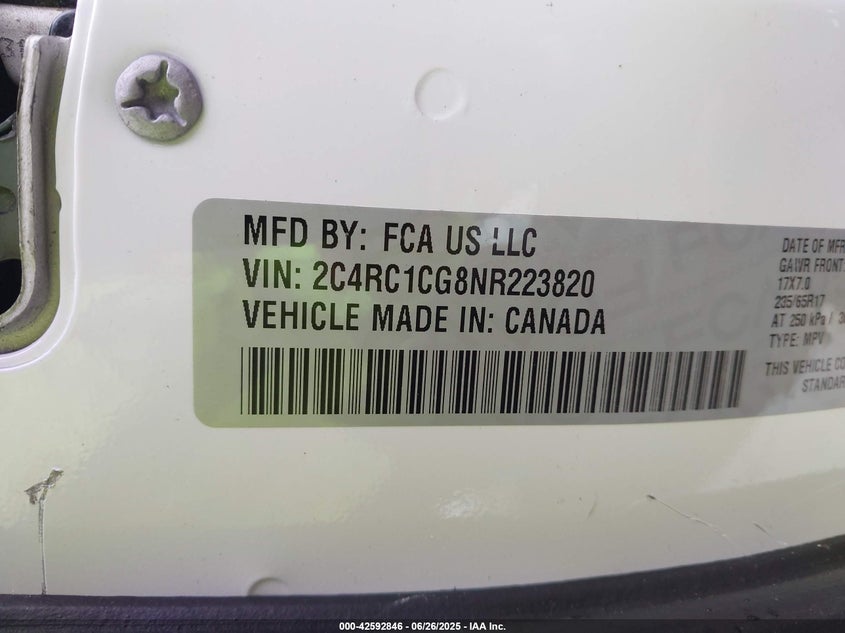 MFD BY: FCA US LLC
VIN: 2C4RC1CG8NR223820
VEHICLE MADE IN: CANADA
DATE OF MFR
GAWR FRONT
17X7.0
235/65R17
AT 250 kPa /
TYPE: MPV
THIS VEHICLE CO
STANDAR
000-42592846 - 06/26/2025 - IAA Inc.